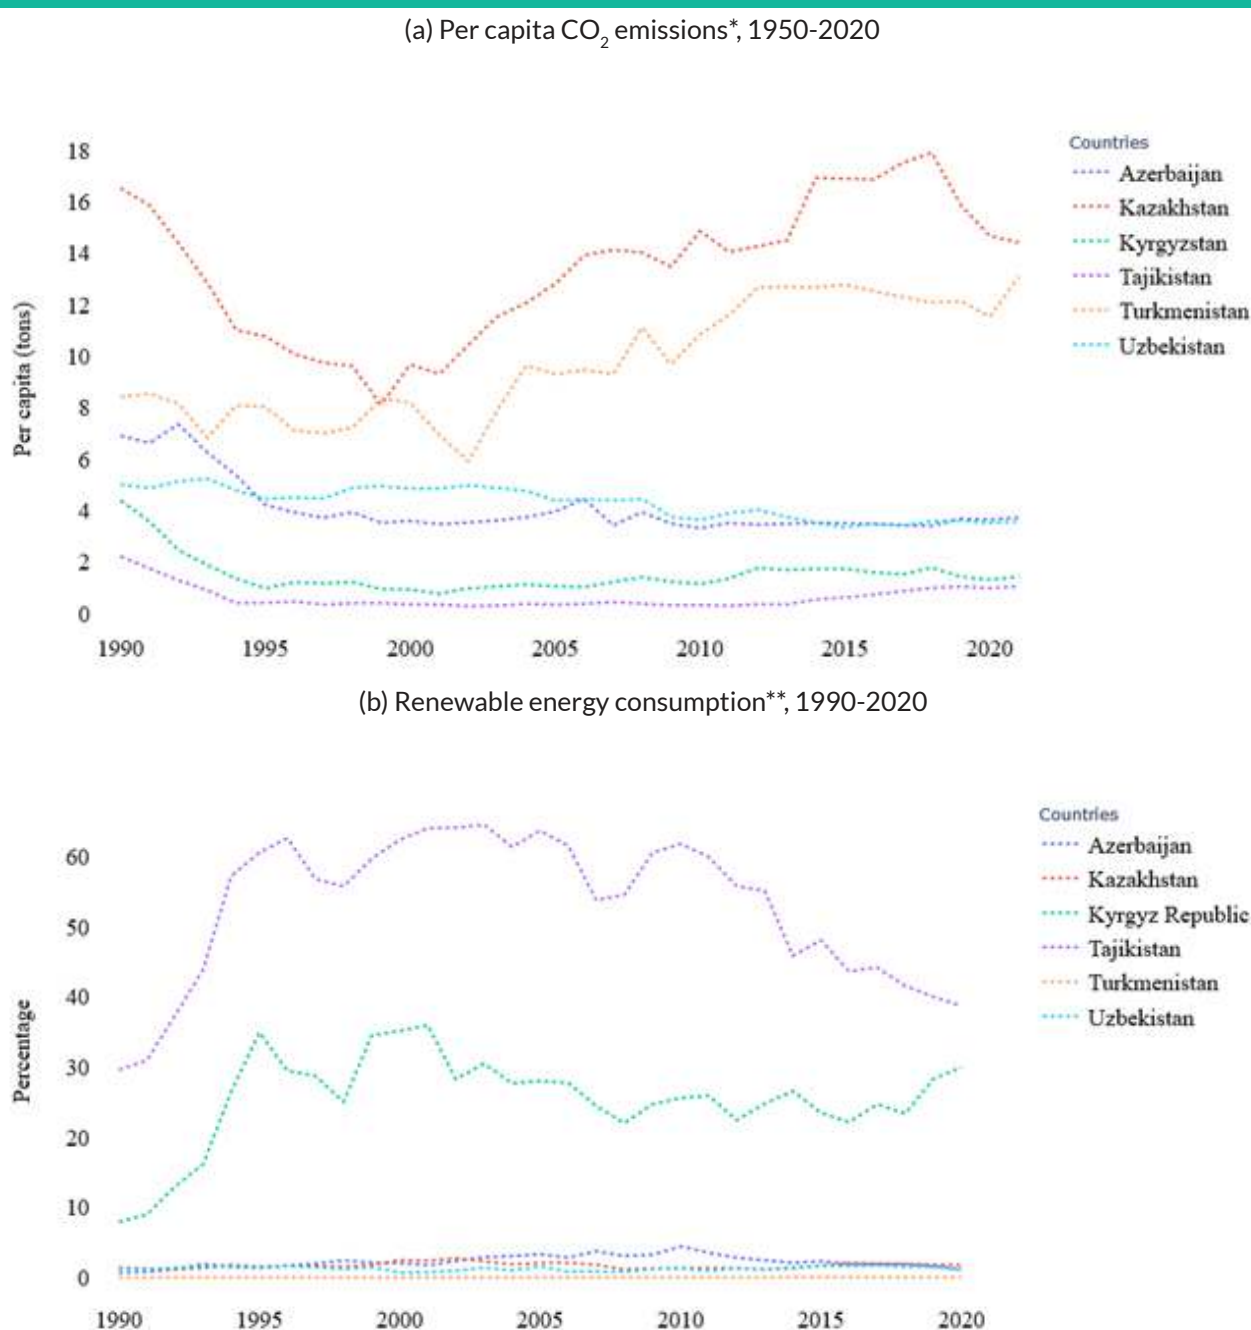 (a) Per capita CO₂ emissions*, 1950-2020
18
16
14
12
10
8
6
4
2
0
Per capita (tons)
1990 1995 2000 2005 2010 2015 2020
Countries
Azerbaijan
Kazakhstan
Kyrgyzstan
Tajikistan
Turkmenistan
Uzbekistan
(b) Renewable energy consumption**, 1990-2020
60
50
40
30
20
10
0
Percentage
1990 1995 2000 2005 2010 2015 2020
Countries
Azerbaijan
Kazakhstan
Kyrgyz Republic
Tajikistan
Turkmenistan
Uzbekistan